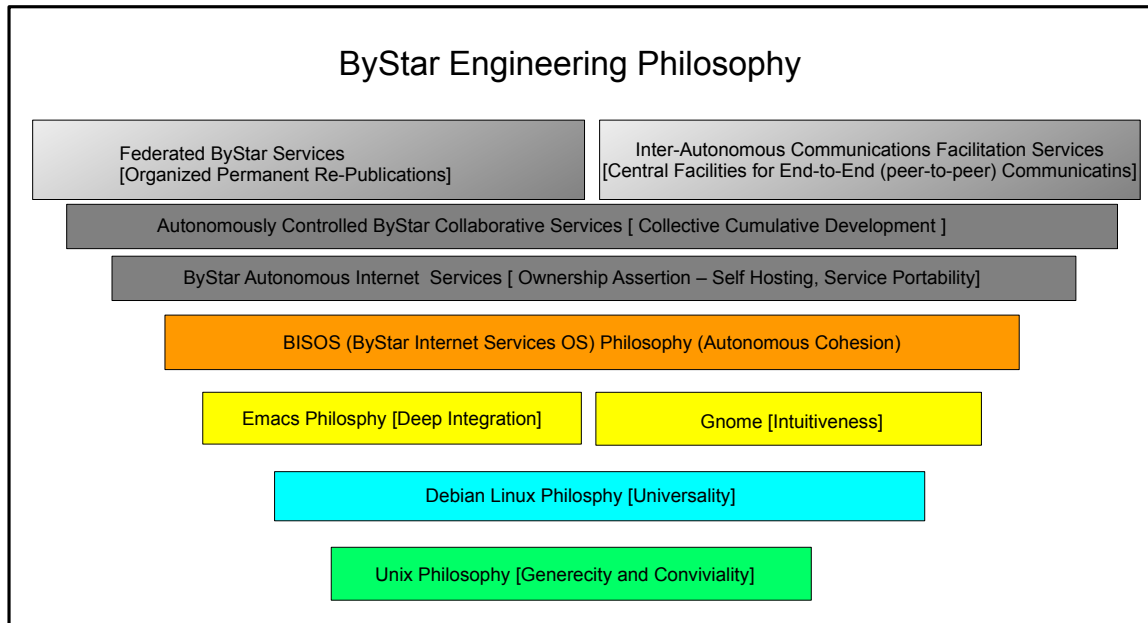 ByStar Engineering Philosophy
Federated ByStar Services
[Organized Permanent Re-Publications]
Inter-Autonomous Communications Facilitation Services
[Central Facilities for End-to-End (peer-to-peer) Communicatins]
Autonomously Controlled ByStar Collaborative Services [ Collective Cumulative Development ]
ByStar Autonomous Internet Services [ Ownership Assertion – Self Hosting, Service Portability]
BISOS (ByStar Internet Services OS) Philosophy (Autonomous Cohesion)
Emacs Philosphy [Deep Integration]
Gnome [Intuitiveness]
Debian Linux Philosphy [Universality]
Unix Philosophy [Generecity and Conviviality]